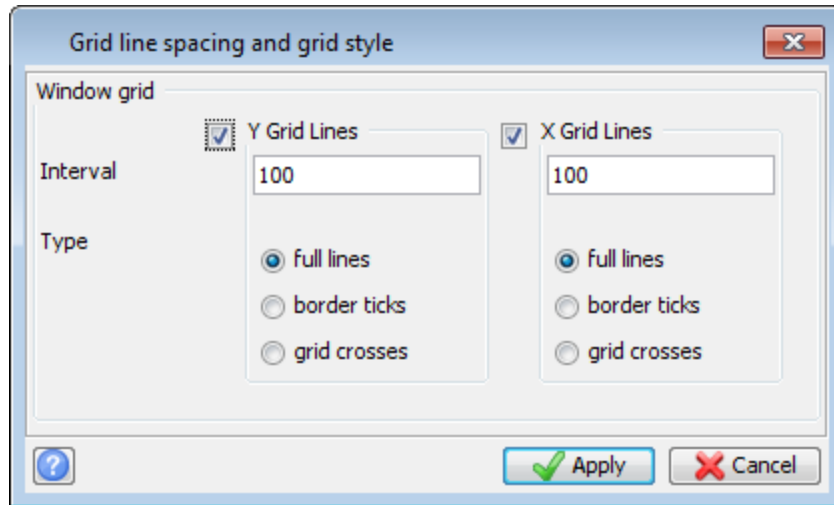 Grid line spacing and grid style
Window grid
Y Grid Lines
X Grid Lines
Interval
100
100
Type
full lines
full lines
border ticks
border ticks
grid crosses
grid crosses
?
Apply
Cancel